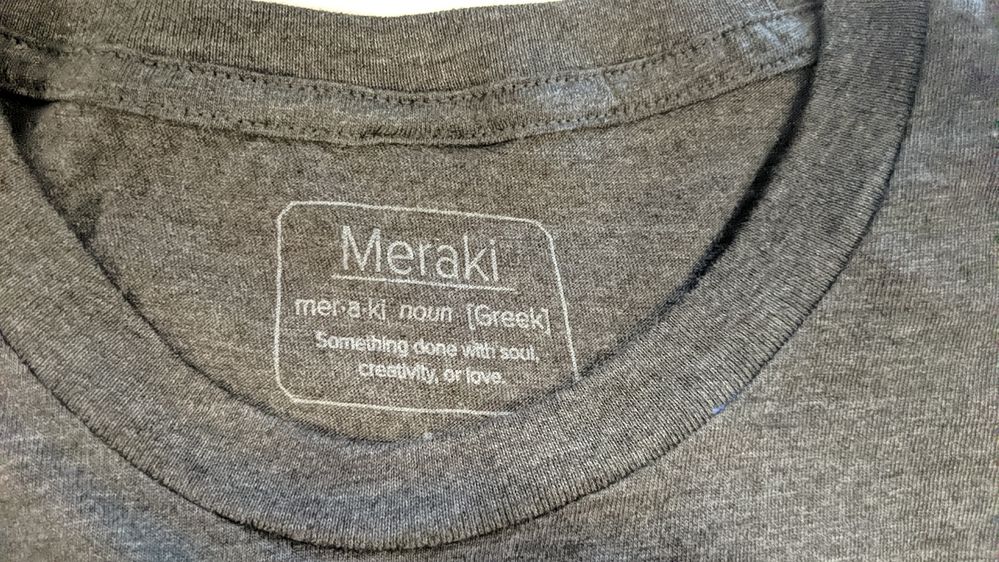 Meraki
mer·a·ki noun [Greek]
Something done with soul,
creativity, or love.